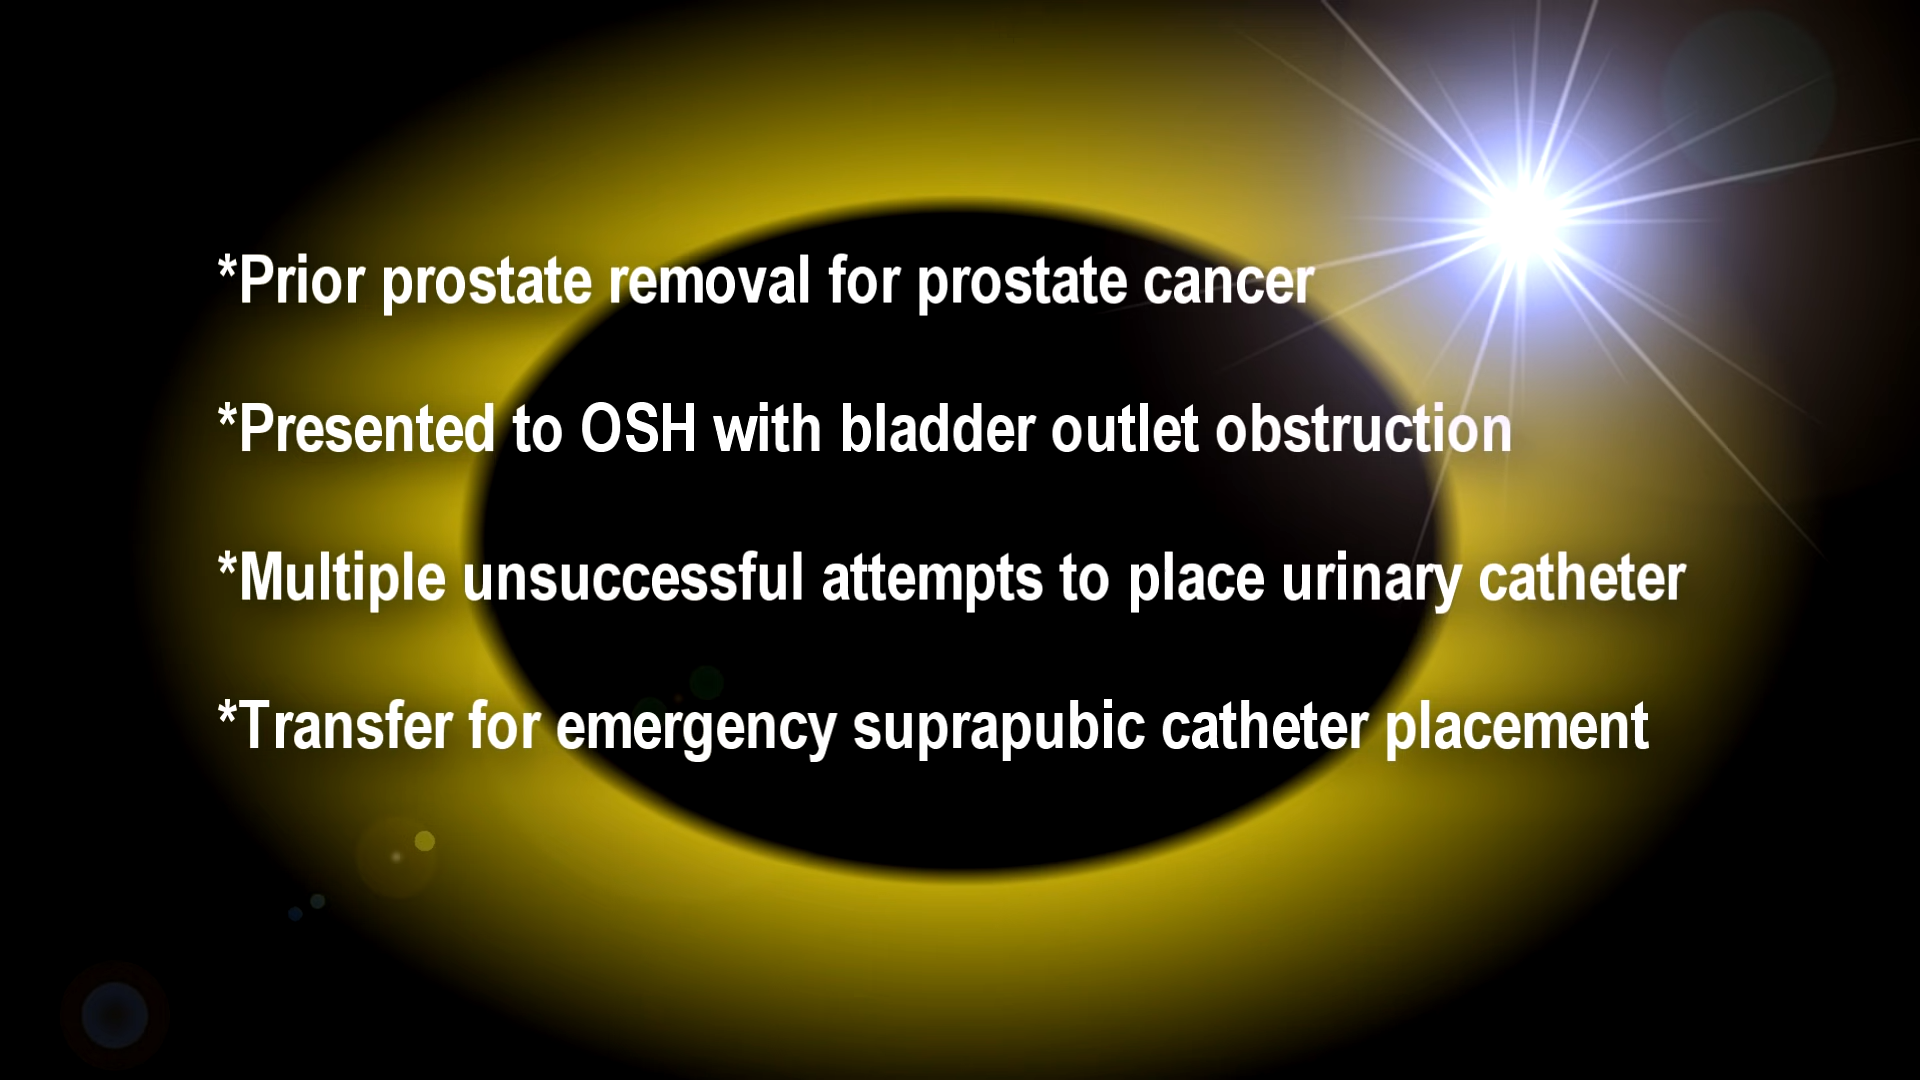 *Prior prostate removal for prostate cancer
*Presented to OSH with bladder outlet obstruction
*Multiple unsuccessful attempts to place urinary catheter
*Transfer for emergency suprapubic catheter placement